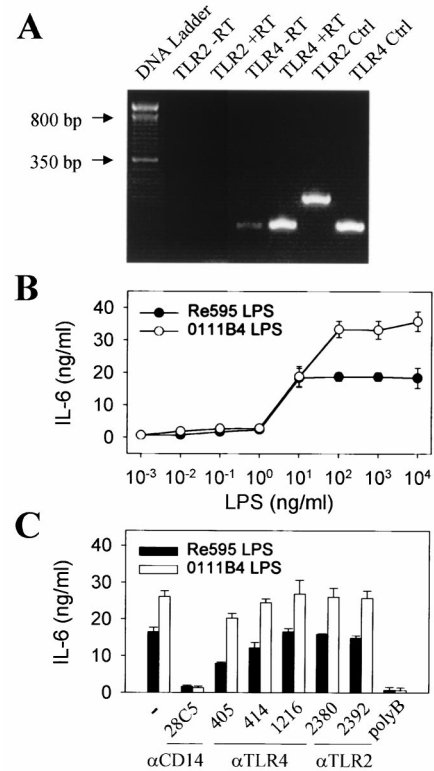 A
DNA Ladder
TLR2 -RT
TLR2 +RT
TLR4 -RT
TLR4 +RT
TLR2 Ctrl
TLR4 Ctrl
800 bp
350 bp
B
Re595 LPS
0111B4 LPS
IL-6 (ng/ml)
40
30
20
10
0
10⁻³ 10⁻² 10⁻¹ 10⁰ 10¹ 10² 10³ 10⁴
LPS (ng/ml)
C
Re595 LPS
0111B4 LPS
IL-6 (ng/ml)
40
30
20
10
0
- 28C5 405 414 1216 2380 2392 polyB
αCD14 αTLR4 αTLR2